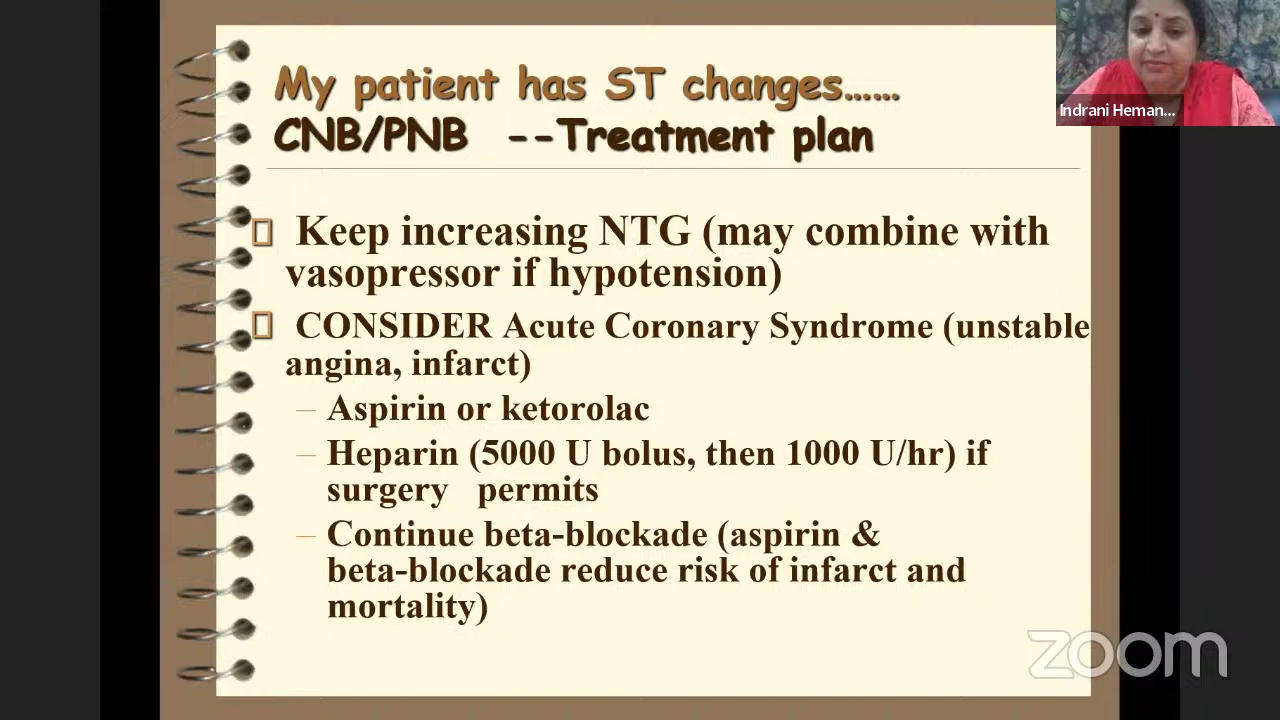 My patient has ST changes......
CNB/PNB --Treatment plan
Indrani Heman...
Keep increasing NTG (may combine with
vasopressor if hypotension)
CONSIDER Acute Coronary Syndrome (unstable
angina, infarct)
– Aspirin or ketorolac
– Heparin (5000 U bolus, then 1000 U/hr) if
surgery permits
– Continue beta-blockade (aspirin &
beta-blockade reduce risk of infarct and
mortality)
zoom